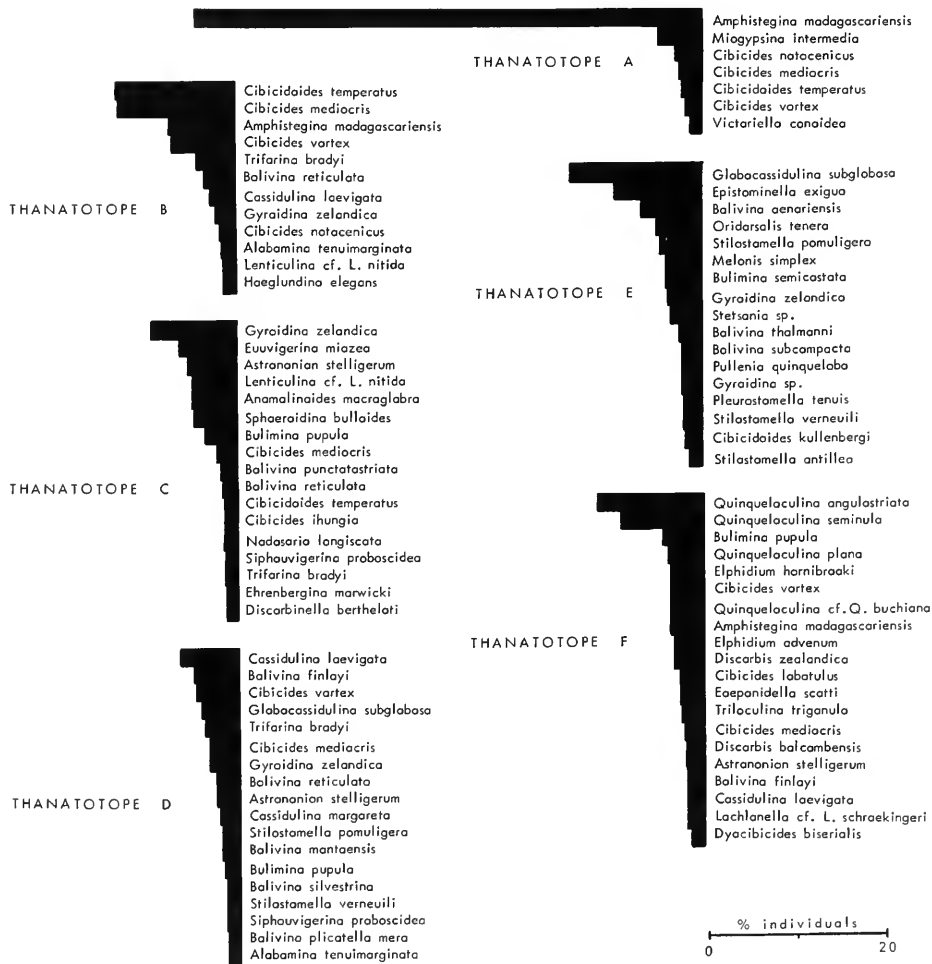 THANATOTOPE A
Amphistegina madagascariensis
Miogypsina intermedia
Cibicides notocenicus
Cibicides mediocris
Cibicidoides temperatus
Cibicides vortex
Victoriella conoidea
THANATOTOPE B
Cibicidoides temperatus
Cibicides mediocris
Amphistegina madagascariensis
Cibicides vortex
Trifarina bradyi
Bolivina reticulata
Cassidulina laevigata
Gyroidina zelandica
Cibicides notocenicus
Alabamina tenuimarginata
Lenticulina cf. L. nitida
Hoeglundina elegans
THANATOTOPE C
Gyroidina zelandica
Euuvigerina miozea
Astrononion stelligerum
Lenticulina cf. L. nitida
Anomalinoides macroglabra
Sphaeroidina bulloides
Bulimina pupula
Cibicides mediocris
Bolivina punctatostriata
Bolivina reticulata
Cibicidoides temperatus
Cibicides ihungia
Nodosaria longiscata
Siphouvigerina proboscidea
Trifarina bradyi
Ehrenbergina marwicki
Discorbinella bertheloti
THANATOTOPE D
Cassidulina laevigata
Bolivina finlayi
Cibicides vortex
Globocassidulina subglobosa
Trifarina bradyi
Cibicides mediocris
Gyroidina zelandica
Bolivina reticulata
Astrononion stelligerum
Cassidulina margareta
Stilostomella pomuligera
Bolivina mantaensis
Bulimina pupula
Bolivina silvestrina
Stilostomella verneuili
Siphouvigerina proboscidea
Bolivina plicatella mera
Alabamina tenuimarginata
THANATOTOPE E
Globocassidulina subglobosa
Epistominella exigua
Bolivina aenariensis
Oridorsalis tenera
Stilostomella pomuligera
Melonis simplex
Bulimina semicostata
Gyroidina zelandica
Stetsonia sp.
Bolivina thalmanni
Bolivina subcompacta
Pullenia quinqueloba
Gyroidina sp.
Pleurostomella tenuis
Stilostomella verneuili
Cibicidoides kullenbergi
Stilostomella antillea
THANATOTOPE F
Quinqueloculina angulostriata
Quinqueloculina seminula
Bulimina pupula
Quinqueloculina plana
Elphidium hornibrooki
Cibicides vortex
Quinqueloculina cf. Q. buchiana
Amphistegina madagascariensis
Elphidium advenum
Discorbis zealandica
Cibicides lobatulus
Eoeponidella scotti
Triloculina trigonula
Cibicides mediocris
Discorbis balcombensis
Astrononion stelligerum
Bolivina finlayi
Cassidulina laevigata
Lachlanella cf. L. schroekingeri
Dyocibicides biserialis
% individuals
0 20